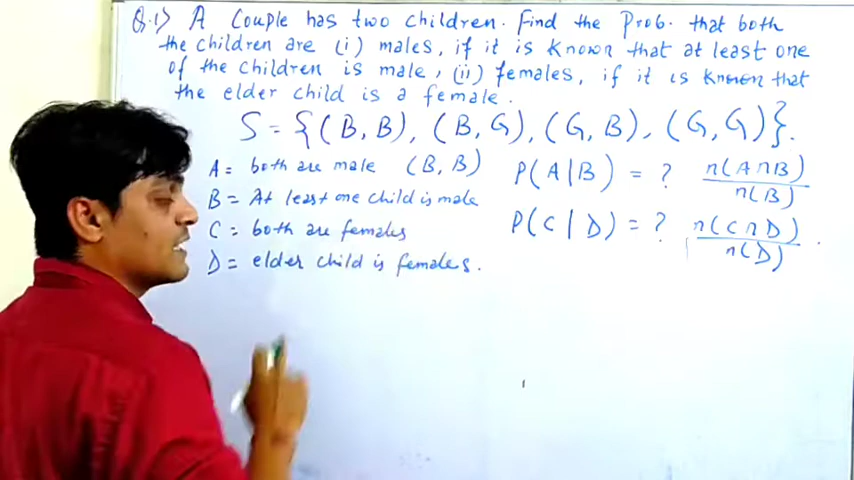 Q.1> A Couple has two children. Find the Prob. that both
the children are (i) males, if it is known that at least one
of the children is male, (ii) females, if it is known that
the elder child is a female.
S = {(B, B), (B, G), (G, B), (G, G)}.
A = both are male (B, B) P(A|B) = ? n(A∩B)/n(B)
B = At least one child is male
C = both are females P(C|D) = ? n(C∩D)/n(D).
D = elder child is females.